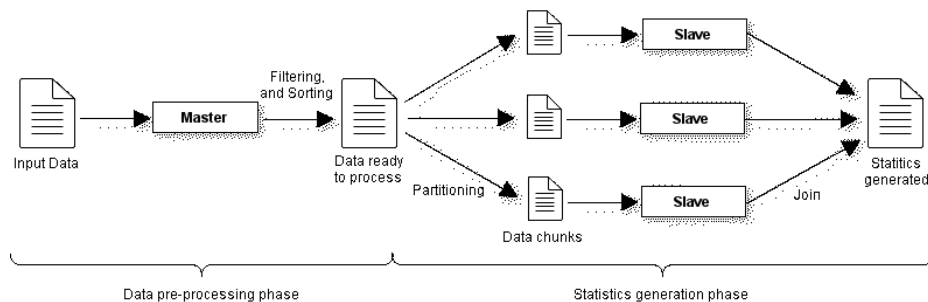 Slave
Filtering,
and Sorting
Master
Slave
Input Data
Data ready
to process
Statitics
generated
Partitioning
Slave
Join
Data chunks
Data pre-processing phase
Statistics generation phase